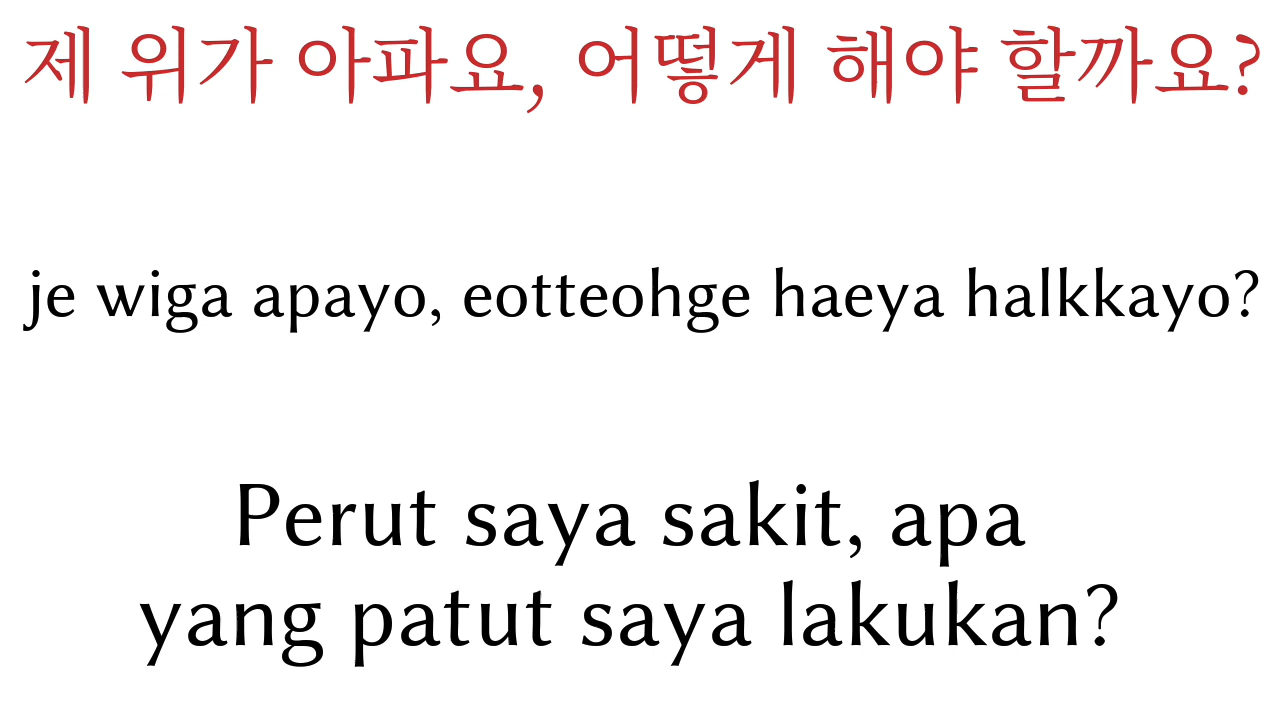 제 위가 아파요, 어떻게 해야 할까요?
je wiga apayo, eotteohge haeya halkkayo?
Perut saya sakit, apa
yang patut saya lakukan?